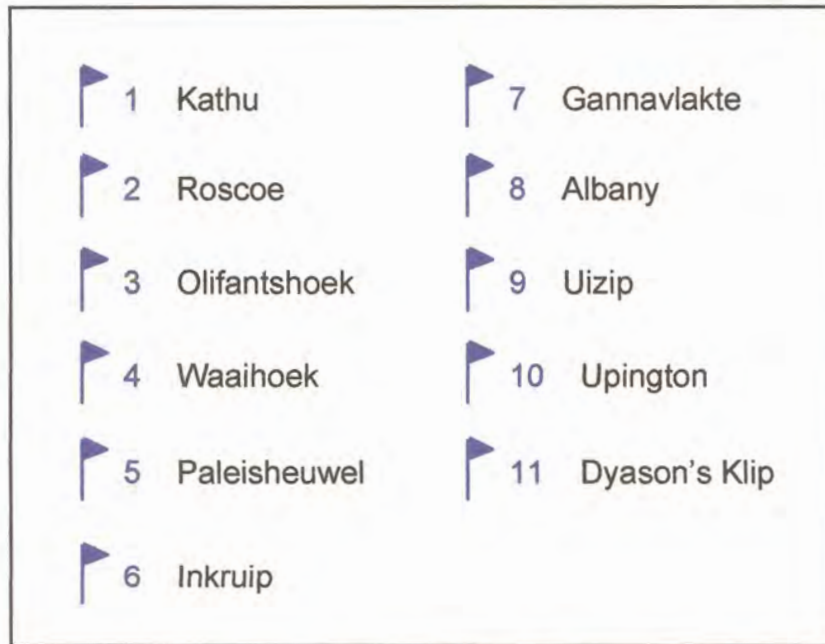 1 Kathu
2 Roscoe
3 Olifantshoek
4 Waaihoek
5 Paleisheuwel
6 Inkruip
7 Gannavlakte
8 Albany
9 Uizip
10 Upington
11 Dyason's Klip